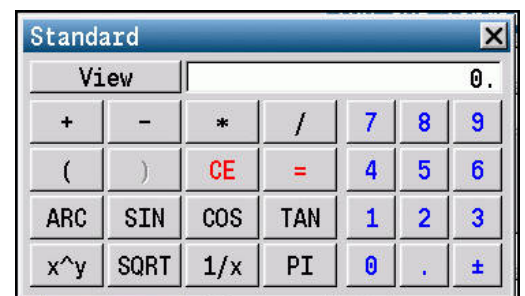 Standard X
View 0.
+ - * / 7 8 9
( ) CE = 4 5 6
ARC SIN COS TAN 1 2 3
x^y SQRT 1/x PI 0 . ±